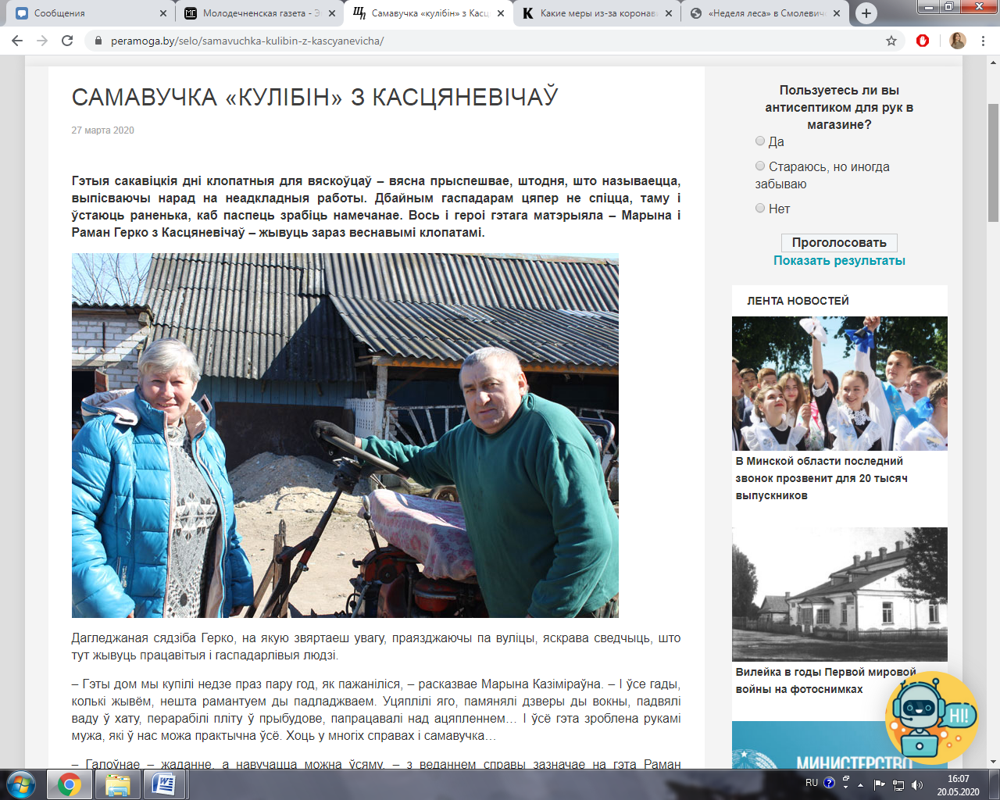 Сообщения
Молодечненская газета - Э
Самавучка «кулібін» з Касц
Какие меры из-за коронав
«Неделя леса» в Смолевич
peramoga.by/selo/samavuchka-kulibin-z-kascyanevicha/
САМАВУЧКА «КУЛІБІН» З КАСЦЯНЕВІЧАЎ
27 марта 2020
Гэтыя сакавіцкія дні клопатныя для вяскоўцаў – вясна прыспешвае, штодня, што называецца,
выпісваючы нарад на неадкладныя работы. Дбайным гаспадарам цяпер не спіцца, таму і
ўстаюць раненька, каб паспець зрабіць намечанае. Вось і героі гэтага матэрыяла – Марына і
Раман Герко з Касцяневічаў – жывуць зараз веснавымі клопатамі.
Дагледжаная сядзіба Герко, на якую звяртаеш увагу, праязджаючы па вуліцы, яскрава сведчыць, што
тут жывуць працавітыя і гаспадарлівыя людзі.
– Гэты дом мы купілі недзе праз пару год, як пажаніліся, – расказвае Марына Казіміраўна. – І ўсе гады,
колькі жывём, нешта рамантуем ды падладжваем. Уцяплілі яго, памянялі дзверы ды вокны, падвялі
ваду ў хату, перарабілі пліту ў прыбудове, папрацавалі над ацяпленнем… І ўсё гэта зроблена рукамі
мужа, які ў нас можа практычна ўсё. Хоць у многіх справах і самавучка…
– Галоўнае – жаданне, а навучацца можна ўсяму, – з веданнем справы зазначае на гэта Раман
Пользуетесь ли вы
антисептиком для рук в
магазине?
Да
Стараюсь, но иногда
забываю
Нет
Проголосовать
Показать результаты
ЛЕНТА НОВОСТЕЙ
В Минской области последний
звонок прозвенит для 20 тысяч
выпускников
Вилейка в годы Первой мировой
войны на фотоснимках
HI!
МИНИСТЕРСТВО
RU
16:07
20.05.2020